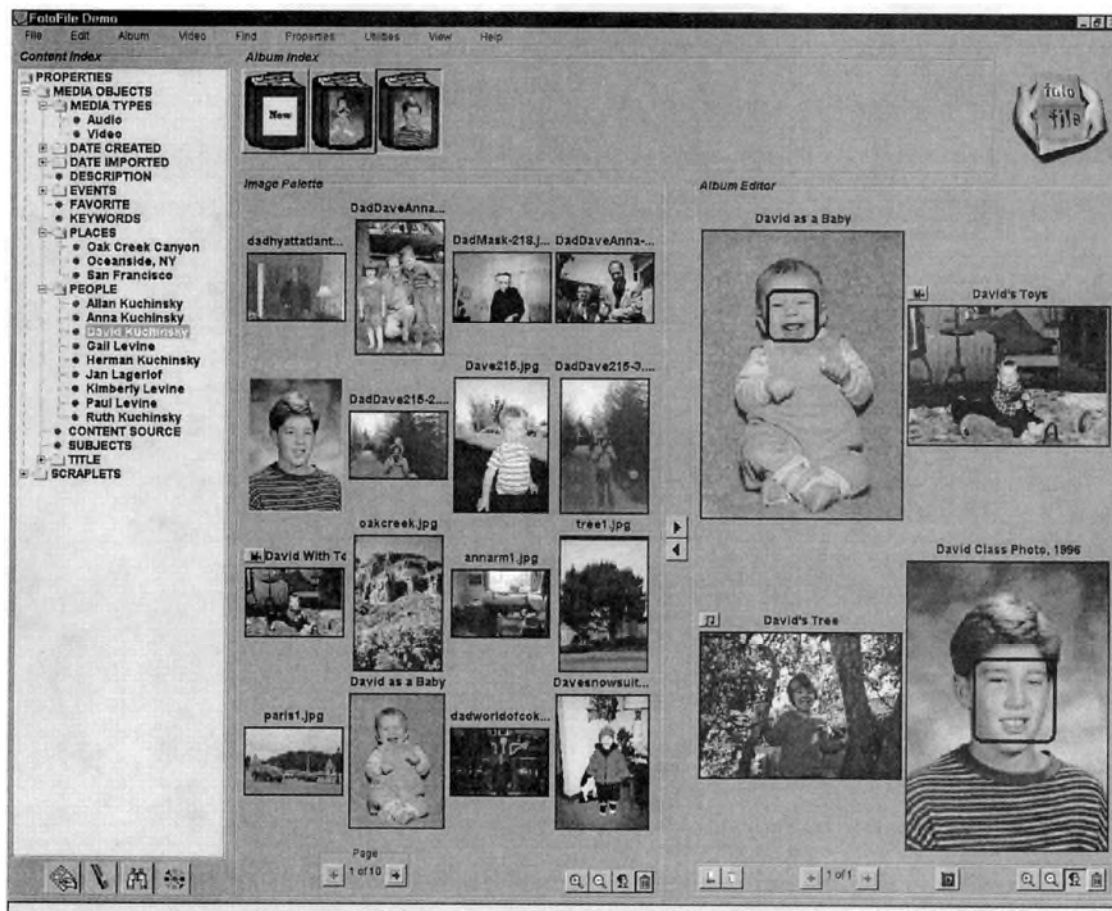 FotoFile Demo
File Edit Album Video Find Properties Utilities View Help
Content Index
PROPERTIES
MEDIA OBJECTS
MEDIA TYPES
Audio
Video
DATE CREATED
DATE IMPORTED
DESCRIPTION
EVENTS
FAVORITE
KEYWORDS
PLACES
Oak Creek Canyon
Oceanside, NY
San Francisco
PEOPLE
Allan Kuchinsky
Anna Kuchinsky
David Kuchinsky
Gail Levine
Herman Kuchinsky
Jan Lagerlof
Kimberly Levine
Paul Levine
Ruth Kuchinsky
CONTENT SOURCE
SUBJECTS
TITLE
SCRAPLETS
Album Index
New
foto
file
Image Palette
DadDaveAnna...
dadhyattatlant...
DadMask-218.j...
DadDaveAnna-...
DadDave215-2....
Dave215.jpg
DadDave215-3....
David With To
oakcreek.jpg
annarm1.jpg
tree1.jpg
paris1.jpg
David as a Baby
dadworldofcok...
Davesnowsuit...
Page
1 of 10
Album Editor
David as a Baby
David's Toys
David's Tree
David Class Photo, 1996
1 of 1